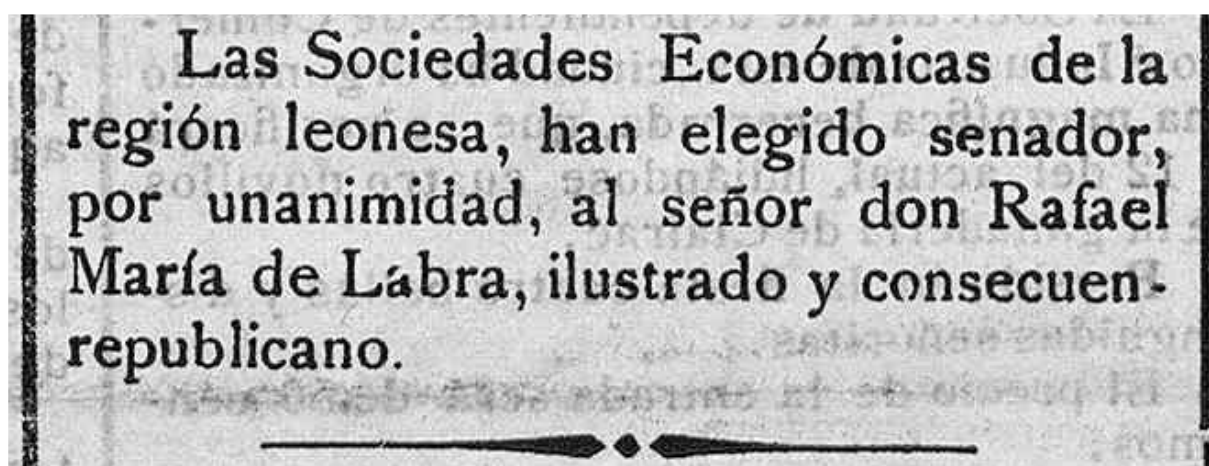 Las Sociedades Económicas de la
región leonesa, han elegido senador,
por unanimidad, al señor don Rafael
María de Labra, ilustrado y consecuen-
republicano.